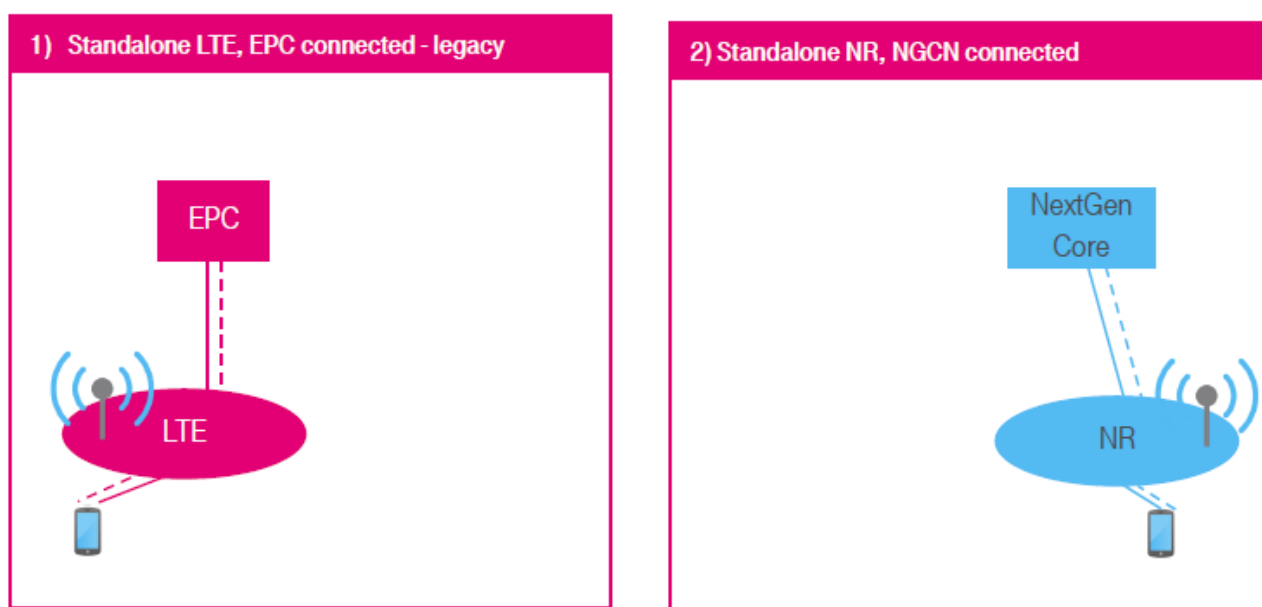 1) Standalone LTE, EPC connected - legacy
EPC
LTE
2) Standalone NR, NGCN connected
NextGen
Core
NR